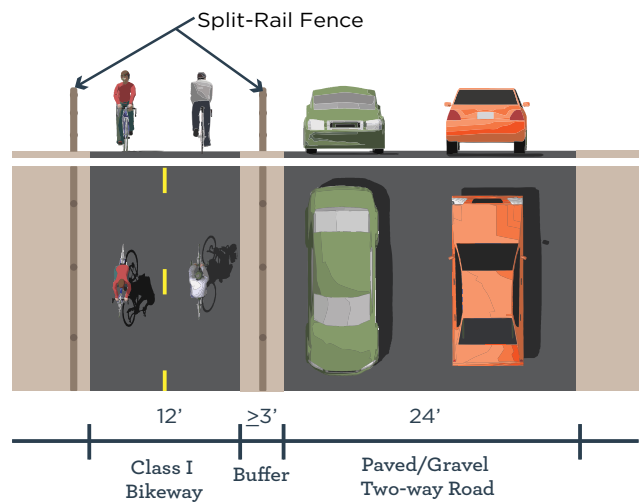 Split-Rail Fence
12’
≥3’
24’
Class I
Bikeway
Buffer
Paved/Gravel
Two-way Road